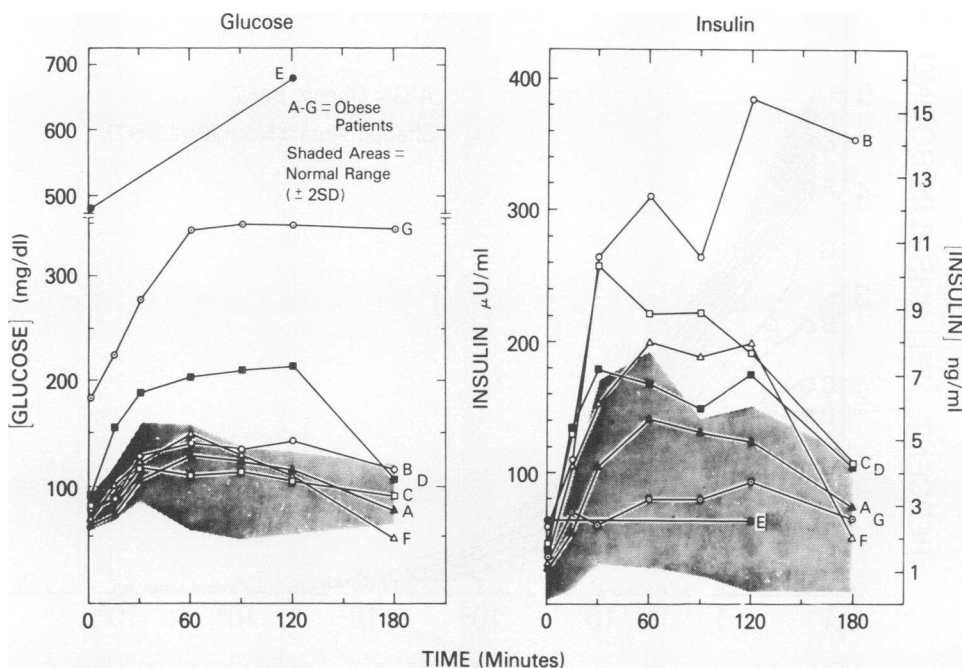 Glucose
Insulin
700
600
500
300
200
100
[GLUCOSE] (mg/dl)
E
A-G = Obese
Patients
Shaded Areas =
Normal Range
(± 2SD)
G
B
D
C
A
F
0
60
120
180
400
300
200
100
INSULIN μU/ml
B
C
D
A
G
F
E
0
60
120
180
15
13
11
9
7
5
3
1
[INSULIN] ng/ml
TIME (Minutes)